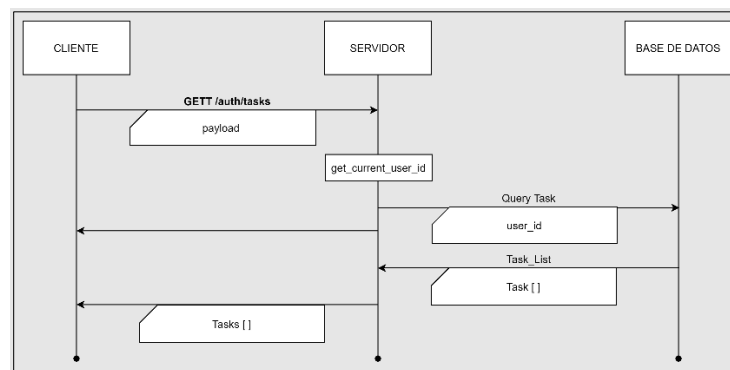 CLIENTE
SERVIDOR
BASE DE DATOS
GETT /auth/tasks
payload
get_current_user_id
Query Task
user_id
Task_List
Task [ ]
Tasks [ ]